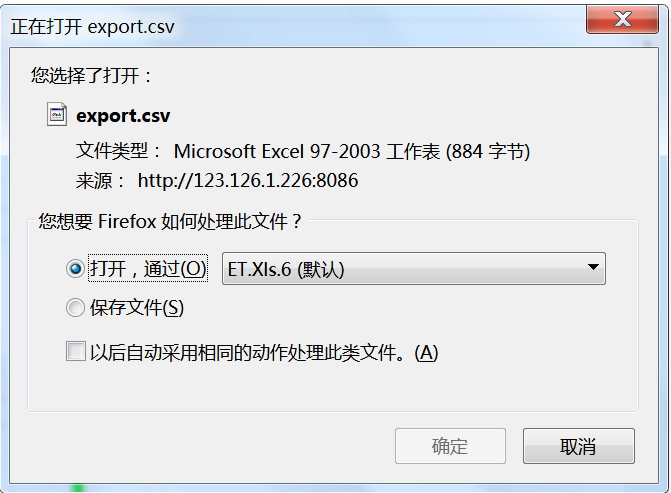 正在打开 export.csv
您选择了打开：
export.csv
文件类型： Microsoft Excel 97-2003 工作表 (884 字节)
来源： http://123.126.1.226:8086
您想要 Firefox 如何处理此文件？
打开，通过(O) ET.Xls.6 (默认)
保存文件(S)
以后自动采用相同的动作处理此类文件。(A)
确定 取消